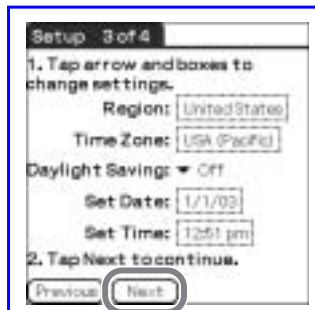 Setup 3 of 4
1. Tap arrow and boxes to
change settings.
Region: United States
Time Zone: USA (Pacific)
Daylight Saving: Off
Set Date: 1/1/03
Set Time: 12:51 pm
2. Tap Next to continue.
Previous Next